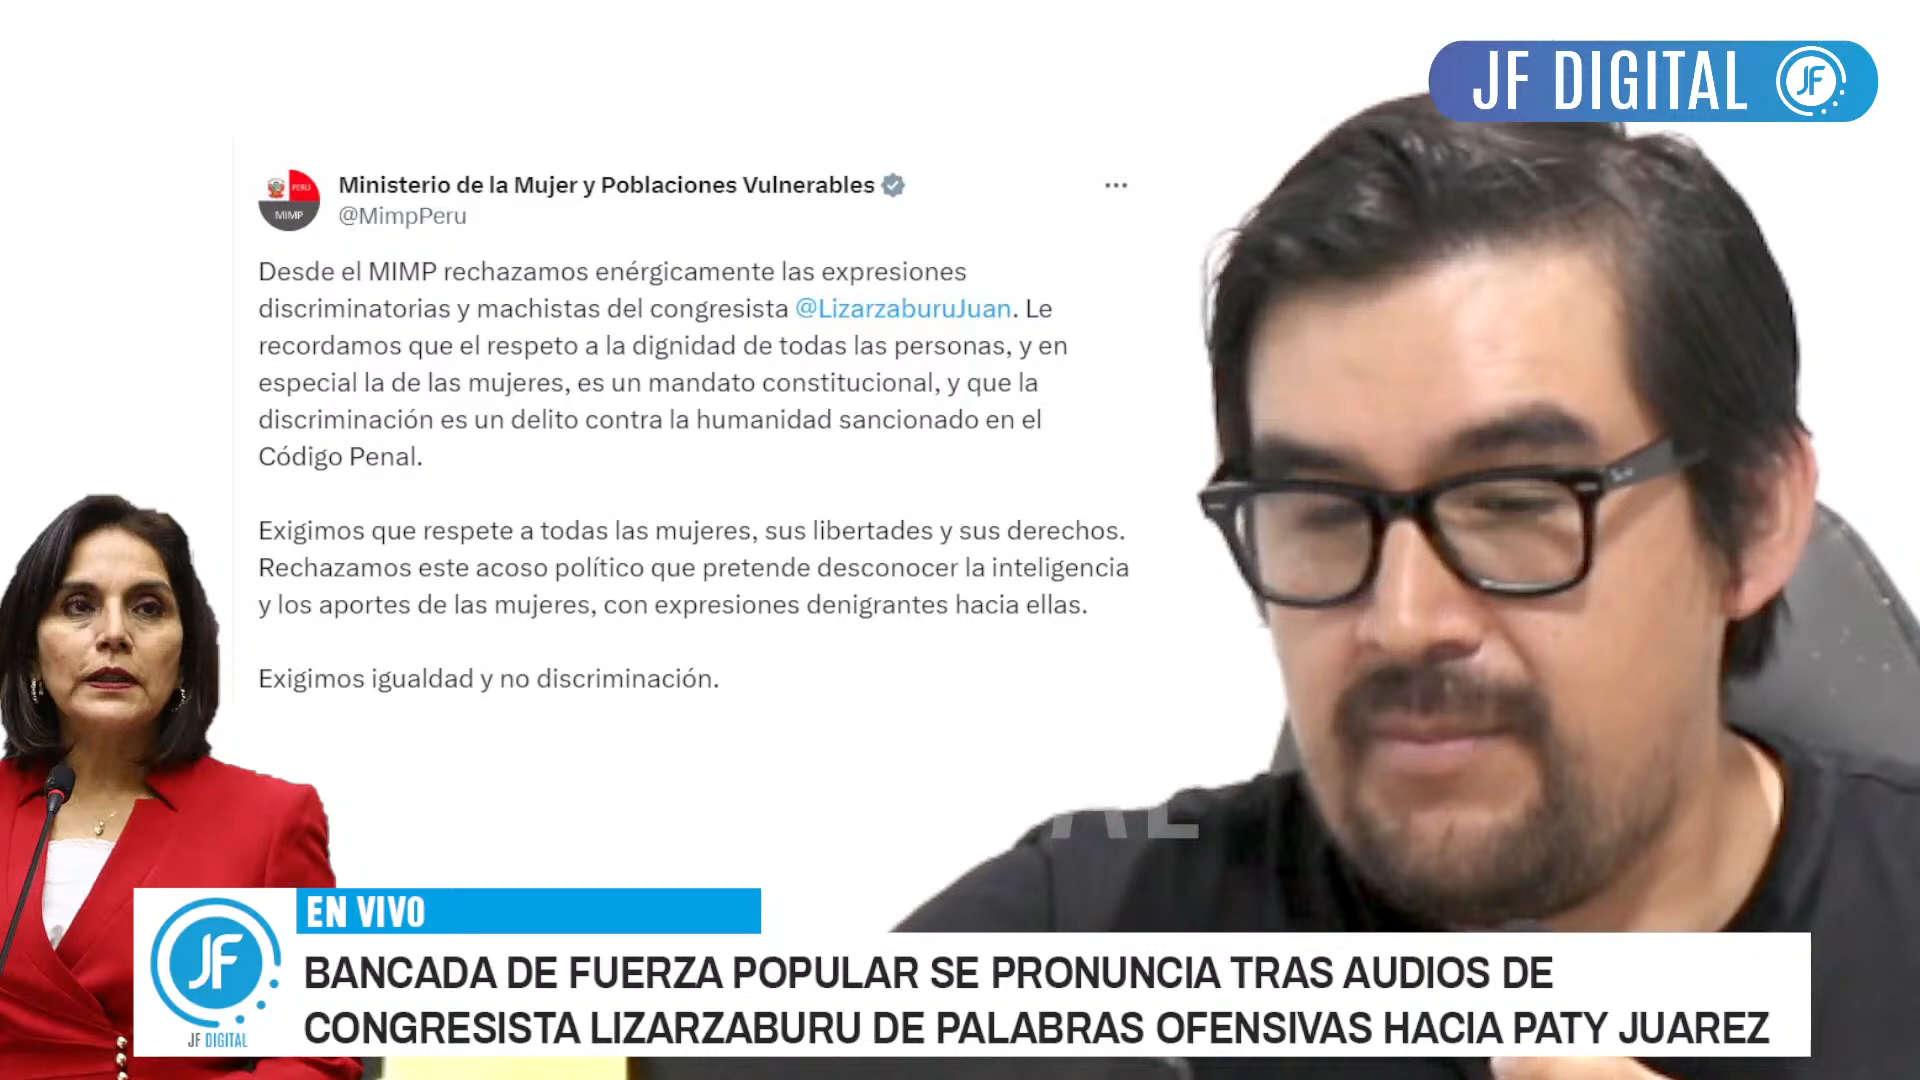 JF DIGITAL JF
PERÚ
MIMP
Ministerio de la Mujer y Poblaciones Vulnerables
@MimpPeru
Desde el MIMP rechazamos enérgicamente las expresiones
discriminatorias y machistas del congresista @LizarzaburuJuan. Le
recordamos que el respeto a la dignidad de todas las personas, y en
especial la de las mujeres, es un mandato constitucional, y que la
discriminación es un delito contra la humanidad sancionado en el
Código Penal.
Exigimos que respete a todas las mujeres, sus libertades y sus derechos.
Rechazamos este acoso político que pretende desconocer la inteligencia
y los aportes de las mujeres, con expresiones denigrantes hacia ellas.
Exigimos igualdad y no discriminación.
EN VIVO
JF
JF DIGITAL
BANCADA DE FUERZA POPULAR SE PRONUNCIA TRAS AUDIOS DE
CONGRESISTA LIZARZABURU DE PALABRAS OFENSIVAS HACIA PATY JUAREZ